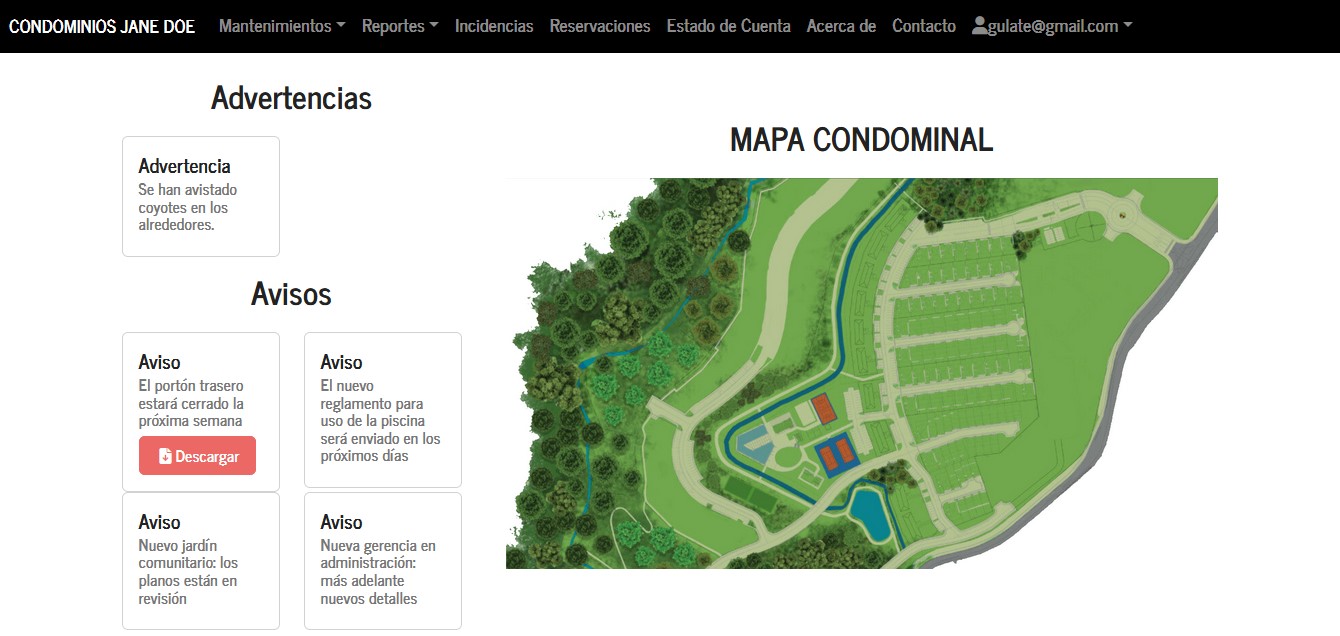 CONDOMINIOS JANE DOE Mantenimientos Reportes Incidencias Reservaciones Estado de Cuenta Acerca de Contacto gulate@gmail.com
Advertencias
Advertencia
Se han avistado
coyotes en los
alrededores.
Avisos
Aviso
El portón trasero
estará cerrado la
próxima semana
Descargar
Aviso
El nuevo
reglamento para
uso de la piscina
será enviado en los
próximos días
Aviso
Nuevo jardín
comunitario: los
planos están en
revisión
Aviso
Nueva gerencia en
administración:
más adelante
nuevos detalles
MAPA CONDOMINAL